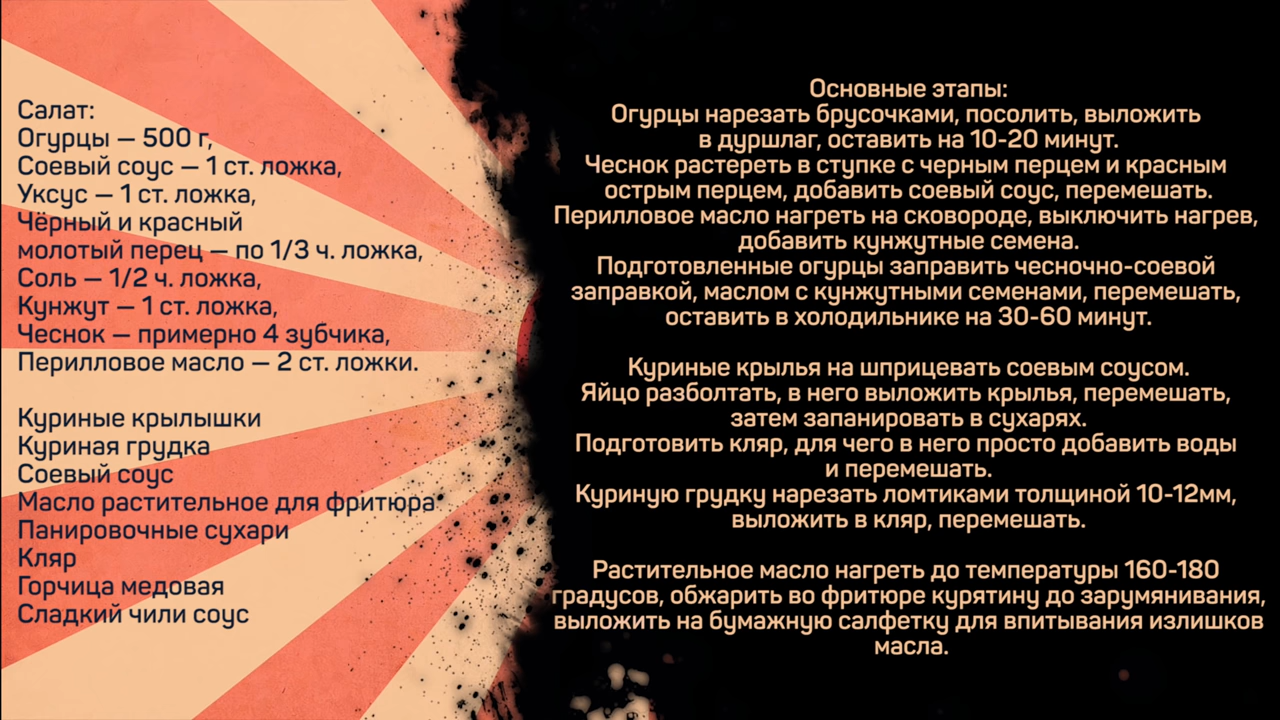 Салат:
Огурцы — 500 г,
Соевый соус — 1 ст. ложка,
Уксус — 1 ст. ложка,
Чёрный и красный
молотый перец — по 1/3 ч. ложка,
Соль — 1/2 ч. ложка,
Кунжут — 1 ст. ложка,
Чеснок — примерно 4 зубчика,
Перилловое масло — 2 ст. ложки.

Куриные крылышки
Куриная грудка
Соевый соус
Масло растительное для фритюра
Панировочные сухари
Кляр
Горчица медовая
Сладкий чили соус

Основные этапы:
Огурцы нарезать брусочками, посолить, выложить
в дуршлаг, оставить на 10-20 минут.
Чеснок растереть в ступке с черным перцем и красным
острым перцем, добавить соевый соус, перемешать.
Перилловое масло нагреть на сковороде, выключить нагрев,
добавить кунжутные семена.
Подготовленные огурцы заправить чесночно-соевой
заправкой, маслом с кунжутными семенами, перемешать,
оставить в холодильнике на 30-60 минут.

Куриные крылья на шприцевать соевым соусом.
Яйцо разболтать, в него выложить крылья, перемешать,
затем запанировать в сухарях.
Подготовить кляр, для чего в него просто добавить воды
и перемешать.
Куриную грудку нарезать ломтиками толщиной 10-12мм,
выложить в кляр, перемешать.

Растительное масло нагреть до температуры 160-180
градусов, обжарить во фритюре курятину до зарумянивания,
выложить на бумажную салфетку для впитывания излишков
масла.